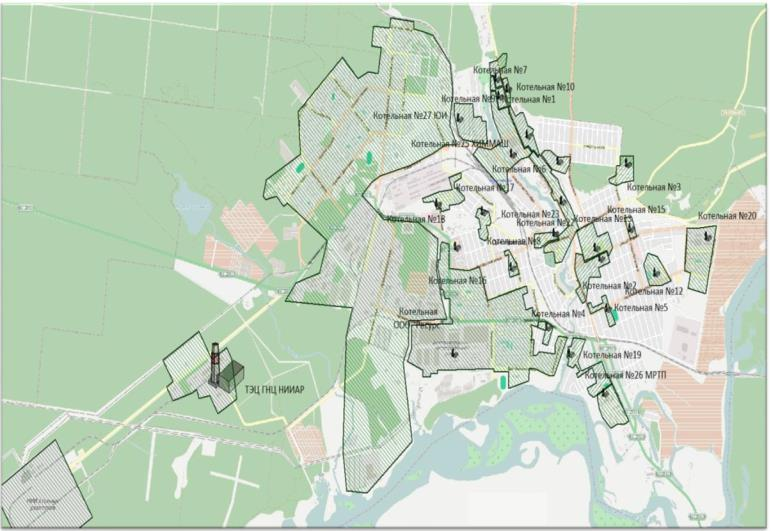 Котельная №7
Котельная №10
Котельная №1
Котельная №27 ЮИ
Котельная №25 ХИММАШ
Котельная №6
Котельная №3
Котельная №17
Котельная №15
Котельная №18
Котельная №23
Котельная №20
Котельная №8
Котельная №16
Котельная №2
Котельная №12
Котельная №5
Котельная
ООО "Ресурс"
Котельная №4
Котельная №19
Котельная №26 МРТП
ТЭЦ ГНЦ НИИАР